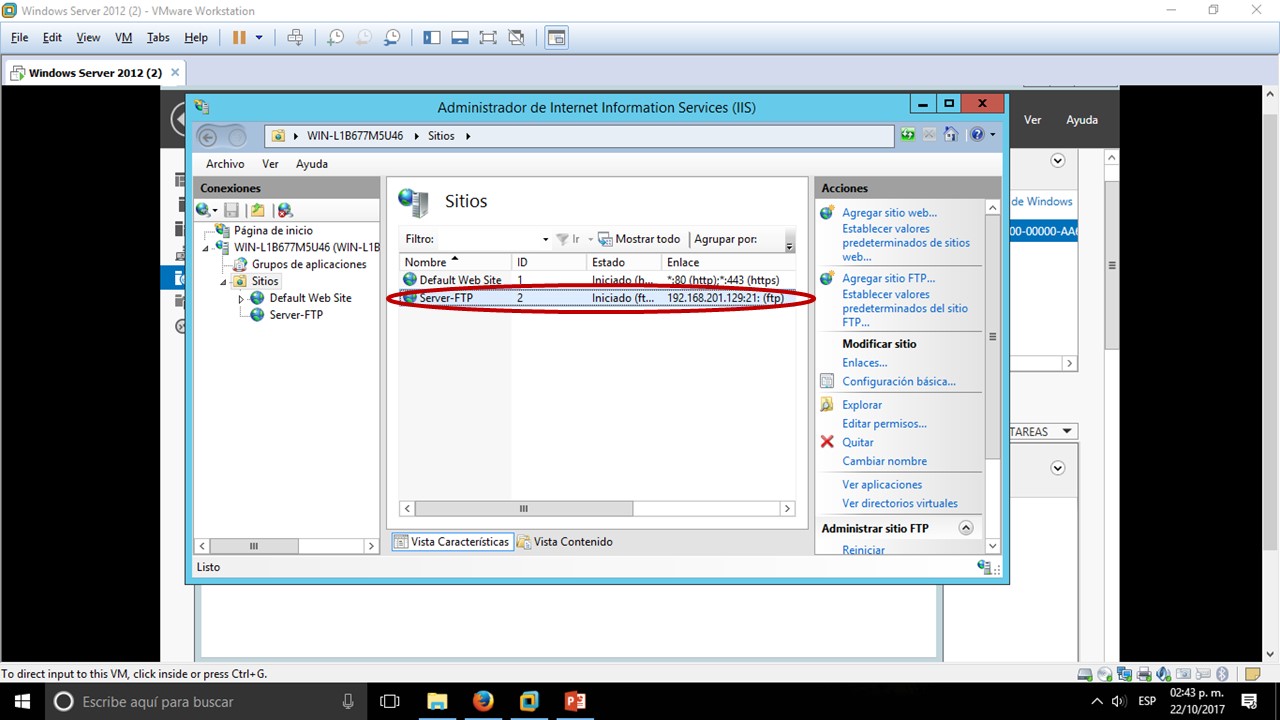 Windows Server 2012 (2) - VMware Workstation
File Edit View VM Tabs Help
Windows Server 2012 (2)
Administrador de Internet Information Services (IIS)
Ver Ayuda
WIN-L1B677M5U46 Sitios
Archivo Ver Ayuda
Conexiones
Página de inicio
WIN-L1B677M5U46 (WIN-L1B
Grupos de aplicaciones
Sitios
Default Web Site
Server-FTP
Sitios
Filtro: Ir Mostrar todo Agrupar por:
Nombre ID Estado Enlace
Default Web Site 1 Iniciado (h... *:80 (http);*:443 (https)
Server-FTP 2 Iniciado (ft... 192.168.201.129:21: (ftp)
Vista Características Vista Contenido
Acciones
Agregar sitio web...
Establecer valores
predeterminados de sitios
web...
Agregar sitio FTP...
Establecer valores
predeterminados del sitio
FTP...
Modificar sitio
Enlaces...
Configuración básica...
Explorar
Editar permisos...
Quitar
Cambiar nombre
Ver aplicaciones
Ver directorios virtuales
Administrar sitio FTP
Reiniciar
Listo
de Windows
00-00000-AA6
TAREAS
To direct input to this VM, click inside or press Ctrl+G.
Escribe aquí para buscar
ESP
02:43 p. m.
22/10/2017